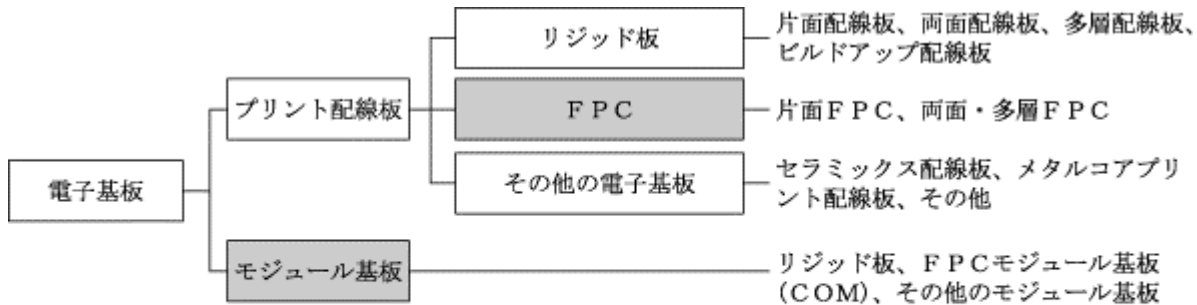 リジッド板
片面配線板、両面配線板、多層配線板、
ビルドアップ配線板
プリント配線板
ＦＰＣ
片面ＦＰＣ、両面・多層ＦＰＣ
電子基板
その他の電子基板
セラミックス配線板、メタルコアプリ
ント配線板、その他
モジュール基板
リジッド板、ＦＰＣモジュール基板
(ＣＯＭ)、その他のモジュール基板